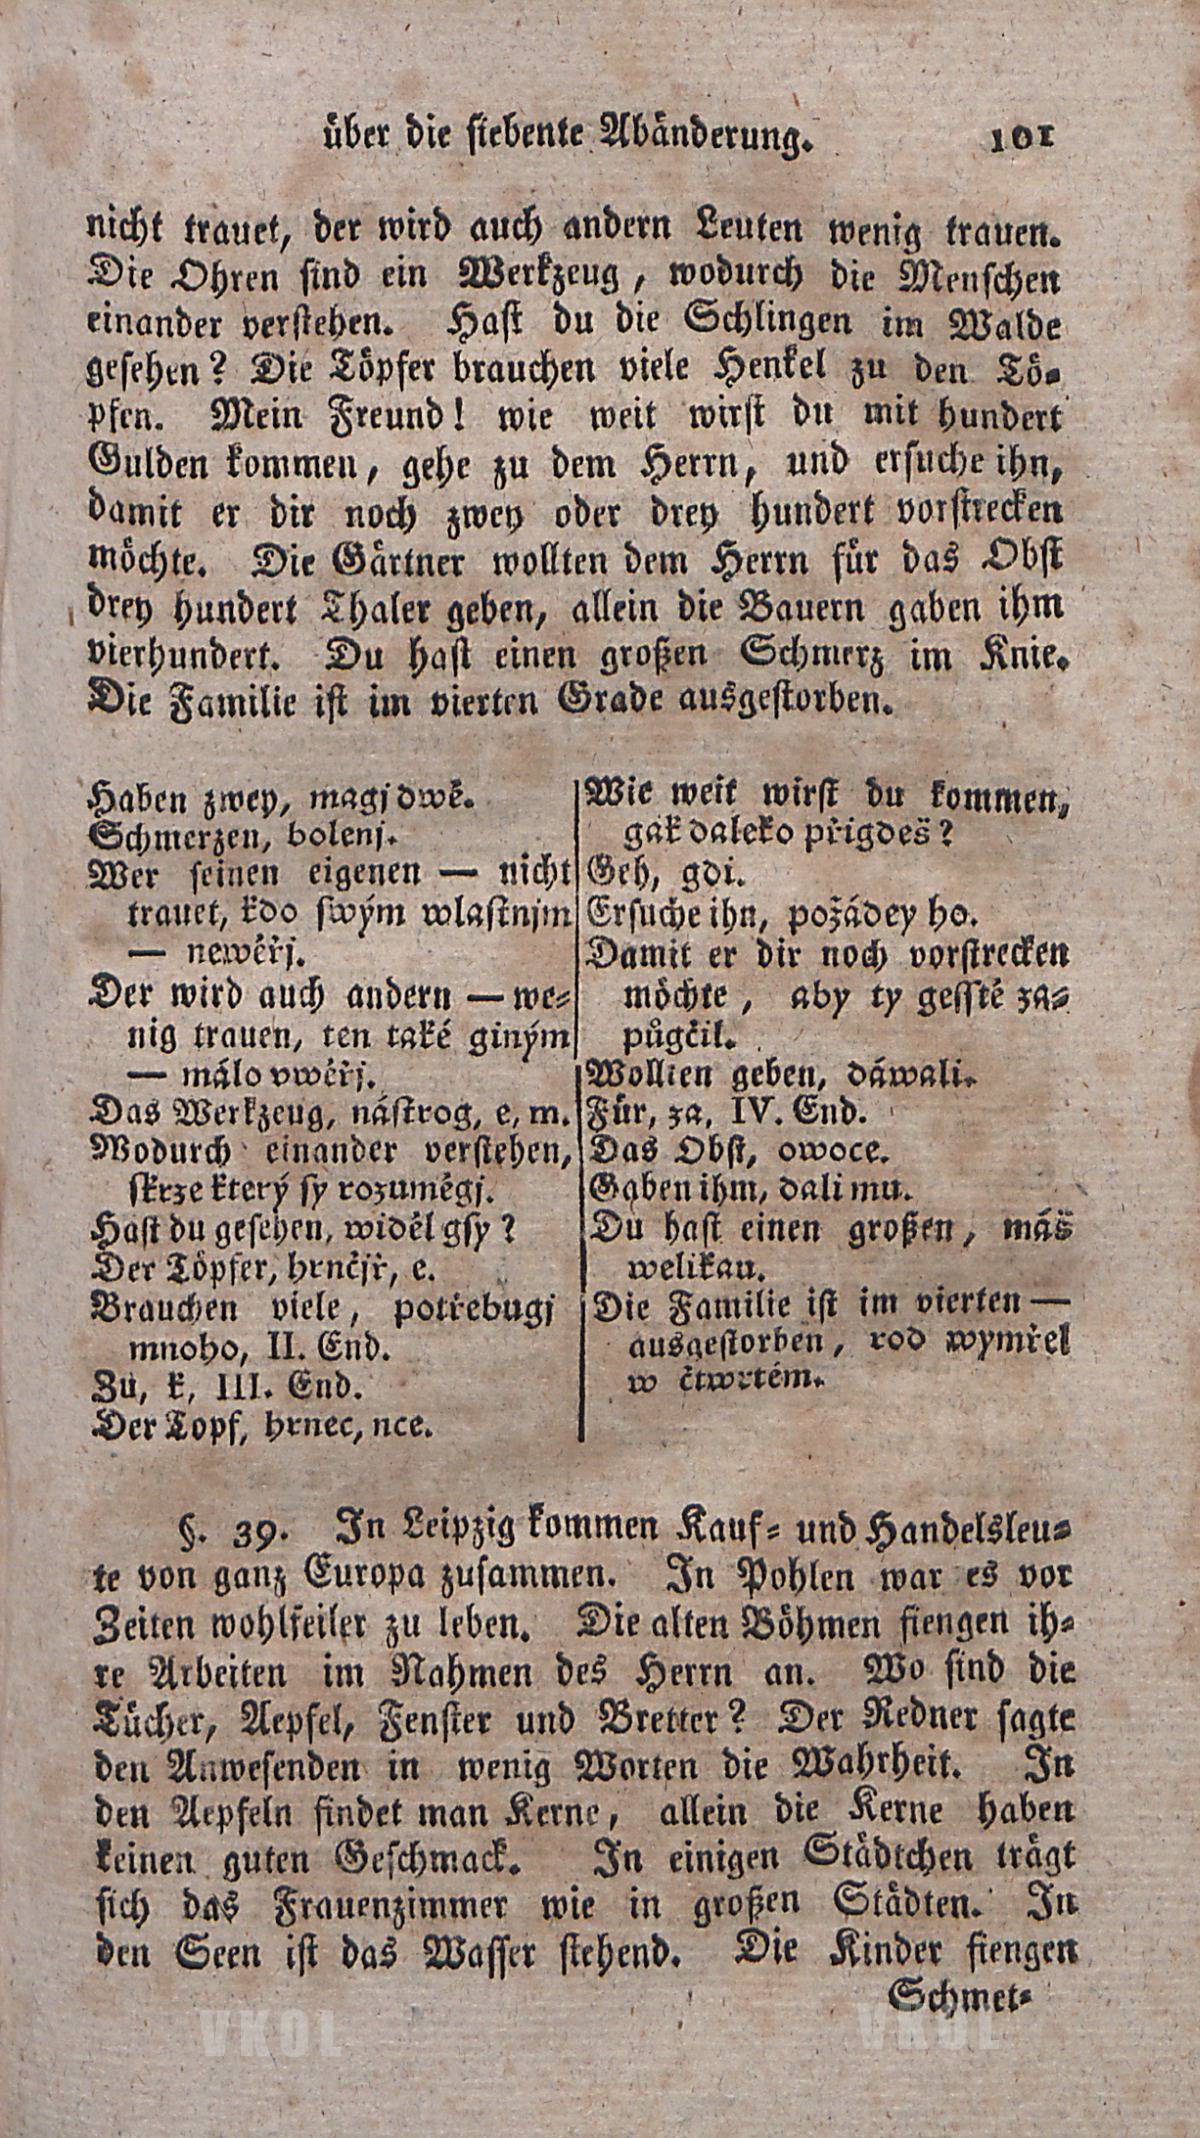 über die siebente Abänderung. 101
nicht trauet, der wird auch andern Leuten wenig trauen.
Die Ohren sind ein Werkzeug, wodurch die Menschen
einander verstehen. Hast du die Schlingen im Walde
gesehen? Die Töpfer brauchen viele Henkel zu den Tö-
pfen. Mein Freund! wie weit wirst du mit hundert
Gulden kommen, gehe zu dem Herrn, und ersuche ihn,
damit er dir noch zwey oder drey hundert vorstrecken
möchte. Die Gärtner wollten dem Herrn für das Obst
drey hundert Thaler geben, allein die Bauern gaben ihm
vierhundert. Du hast einen großen Schmerz im Knie.
Die Familie ist im vierten Grade ausgestorben.
Haben zwey, magj dwě.
Schmerzen, bolenj.
Wer seinen eigenen — nicht
trauet, kdo swým wlastnjm
— newěřj.
Der wird auch andern — we-
nig trauen, ten také giným
— málo vwěřj.
Das Werkzeug, nástrog, e, m.
Wodurch einander verstehen,
skrze který sy rozumёgj.
Hast du gesehen, widěl gsy?
Der Töpfer, hrnčjř, e.
Brauchen viele, potřebugj
mnoho, II. End.
Zu, k, III. End.
Der Topf, hrnec, nce.
Wie weit wirst du kommen,
gak daleko přigdeš?
Geh, gdi.
Ersuche ihn, požádey ho.
Damit er dir noch vorstrecken
möchte, aby ty gesstě za-
půgčil.
Wollten geben, dáwali.
Für, za, IV. End.
Das Obst, owoce.
Gaben ihm, dali mu.
Du hast einen großen, máš
welikau.
Die Familie ist im vierten —
ausgestorben, rod wymřel
w čtwrtém.
§. 39. In Leipzig kommen Kauf- und Handelsleu-
te von ganz Europa zusammen. In Pohlen war es vor
Zeiten wohlfeiler zu leben. Die alten Böhmen fiengen ih-
re Arbeiten im Nahmen des Herrn an. Wo sind die
Tücher, Aepfel, Fenster und Bretter? Der Redner sagte
den Anwesenden in wenig Worten die Wahrheit. In
den Aepfeln findet man Kerne, allein die Kerne haben
keinen guten Geschmack. In einigen Städtchen trägt
sich das Frauenzimmer wie in großen Städten. In
den Seen ist das Wasser stehend. Die Kinder fiengen
Schmet-
VKOL VKOL